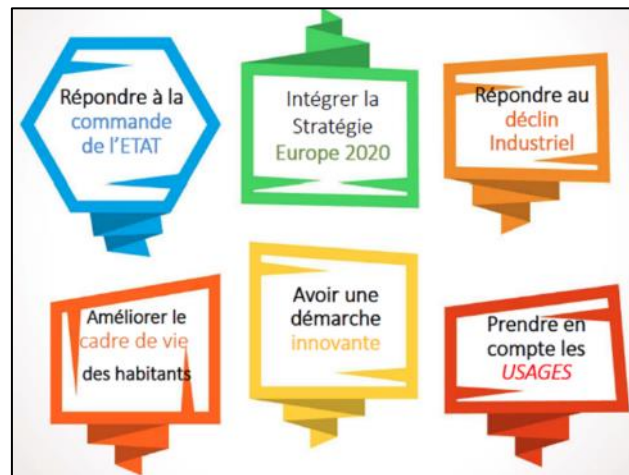 Répondre à la
commande
de l'ETAT
Intégrer la
Stratégie
Europe 2020
Répondre au
déclin
Industriel
Améliorer le
cadre de vie
des habitants
Avoir une
démarche
innovante
Prendre en
compte les
USAGES